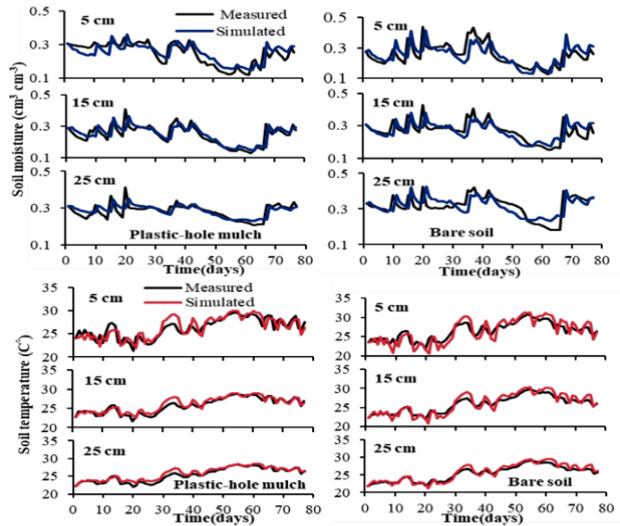 Soil moisture (cm³ cm⁻³)
5 cm
Measured
Simulated
0.5
0.3
0.1
15 cm
0.5
0.3
0.1
25 cm
0.5
0.3
0.1
Plastic-hole mulch
0 10 20 30 40 50 60 70 80
Time(days)
5 cm
Measured
Simulated
0.5
0.3
0.1
15 cm
0.5
0.3
0.1
25 cm
0.5
0.3
0.1
Bare soil
0 10 20 30 40 50 60 70 80
Time(days)
Soil temperature (C°)
5 cm
Measured
Simulated
35
30
25
20
15 cm
35
30
25
20
25 cm
35
30
25
20
Plastic-hole mulch
0 10 20 30 40 50 60 70 80
Time(days)
5 cm
35
30
25
20
15 cm
35
30
25
20
25 cm
35
30
25
20
Bare soil
0 10 20 30 40 50 60 70 80
Time(days)